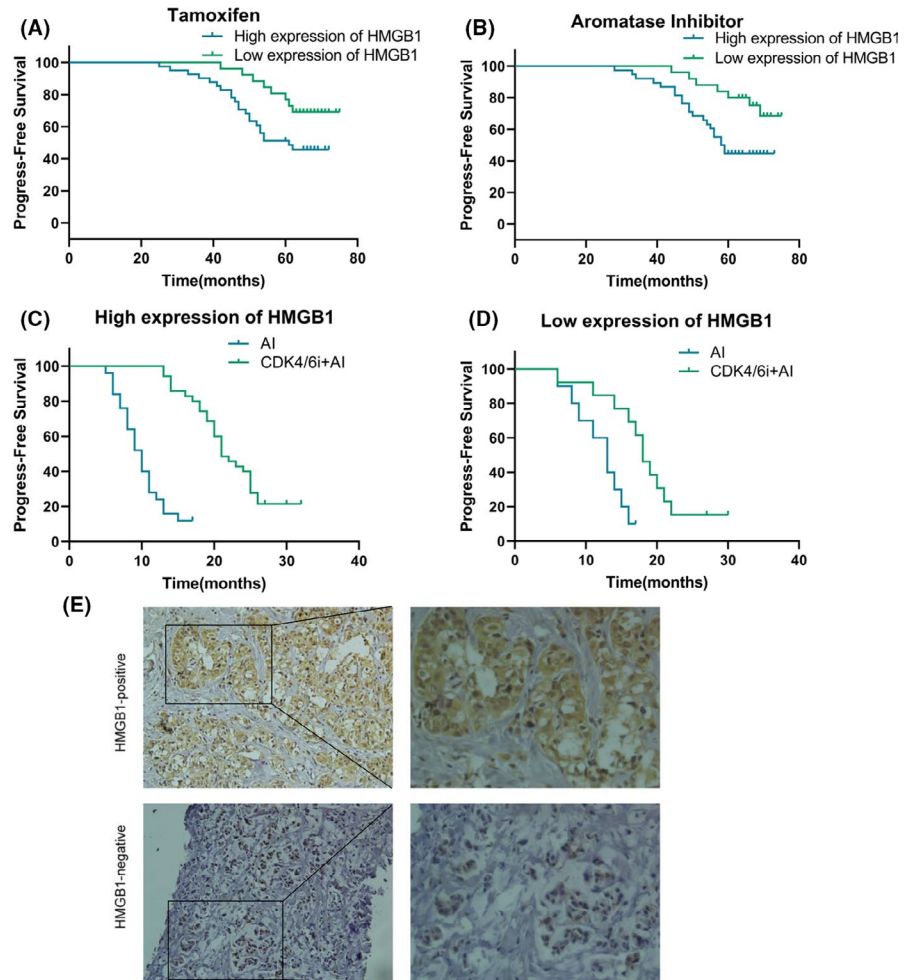 (A)
Tamoxifen
High expression of HMGB1
Low expression of HMGB1
Progress-Free Survival
100
80
60
40
20
0
0 20 40 60 80
Time(months)
(B)
Aromatase Inhibitor
High expression of HMGB1
Low expression of HMGB1
Progress-Free Survival
100
80
60
40
20
0
0 20 40 60 80
Time(months)
(C)
High expression of HMGB1
AI
CDK4/6i+AI
Progress-Free Survival
100
80
60
40
20
0
0 10 20 30 40
Time(months)
(D)
Low expression of HMGB1
AI
CDK4/6i+AI
Progress-Free Survival
100
80
60
40
20
0
0 10 20 30 40
Time(months)
(E)
HMGB1-positive
HMGB1-negative